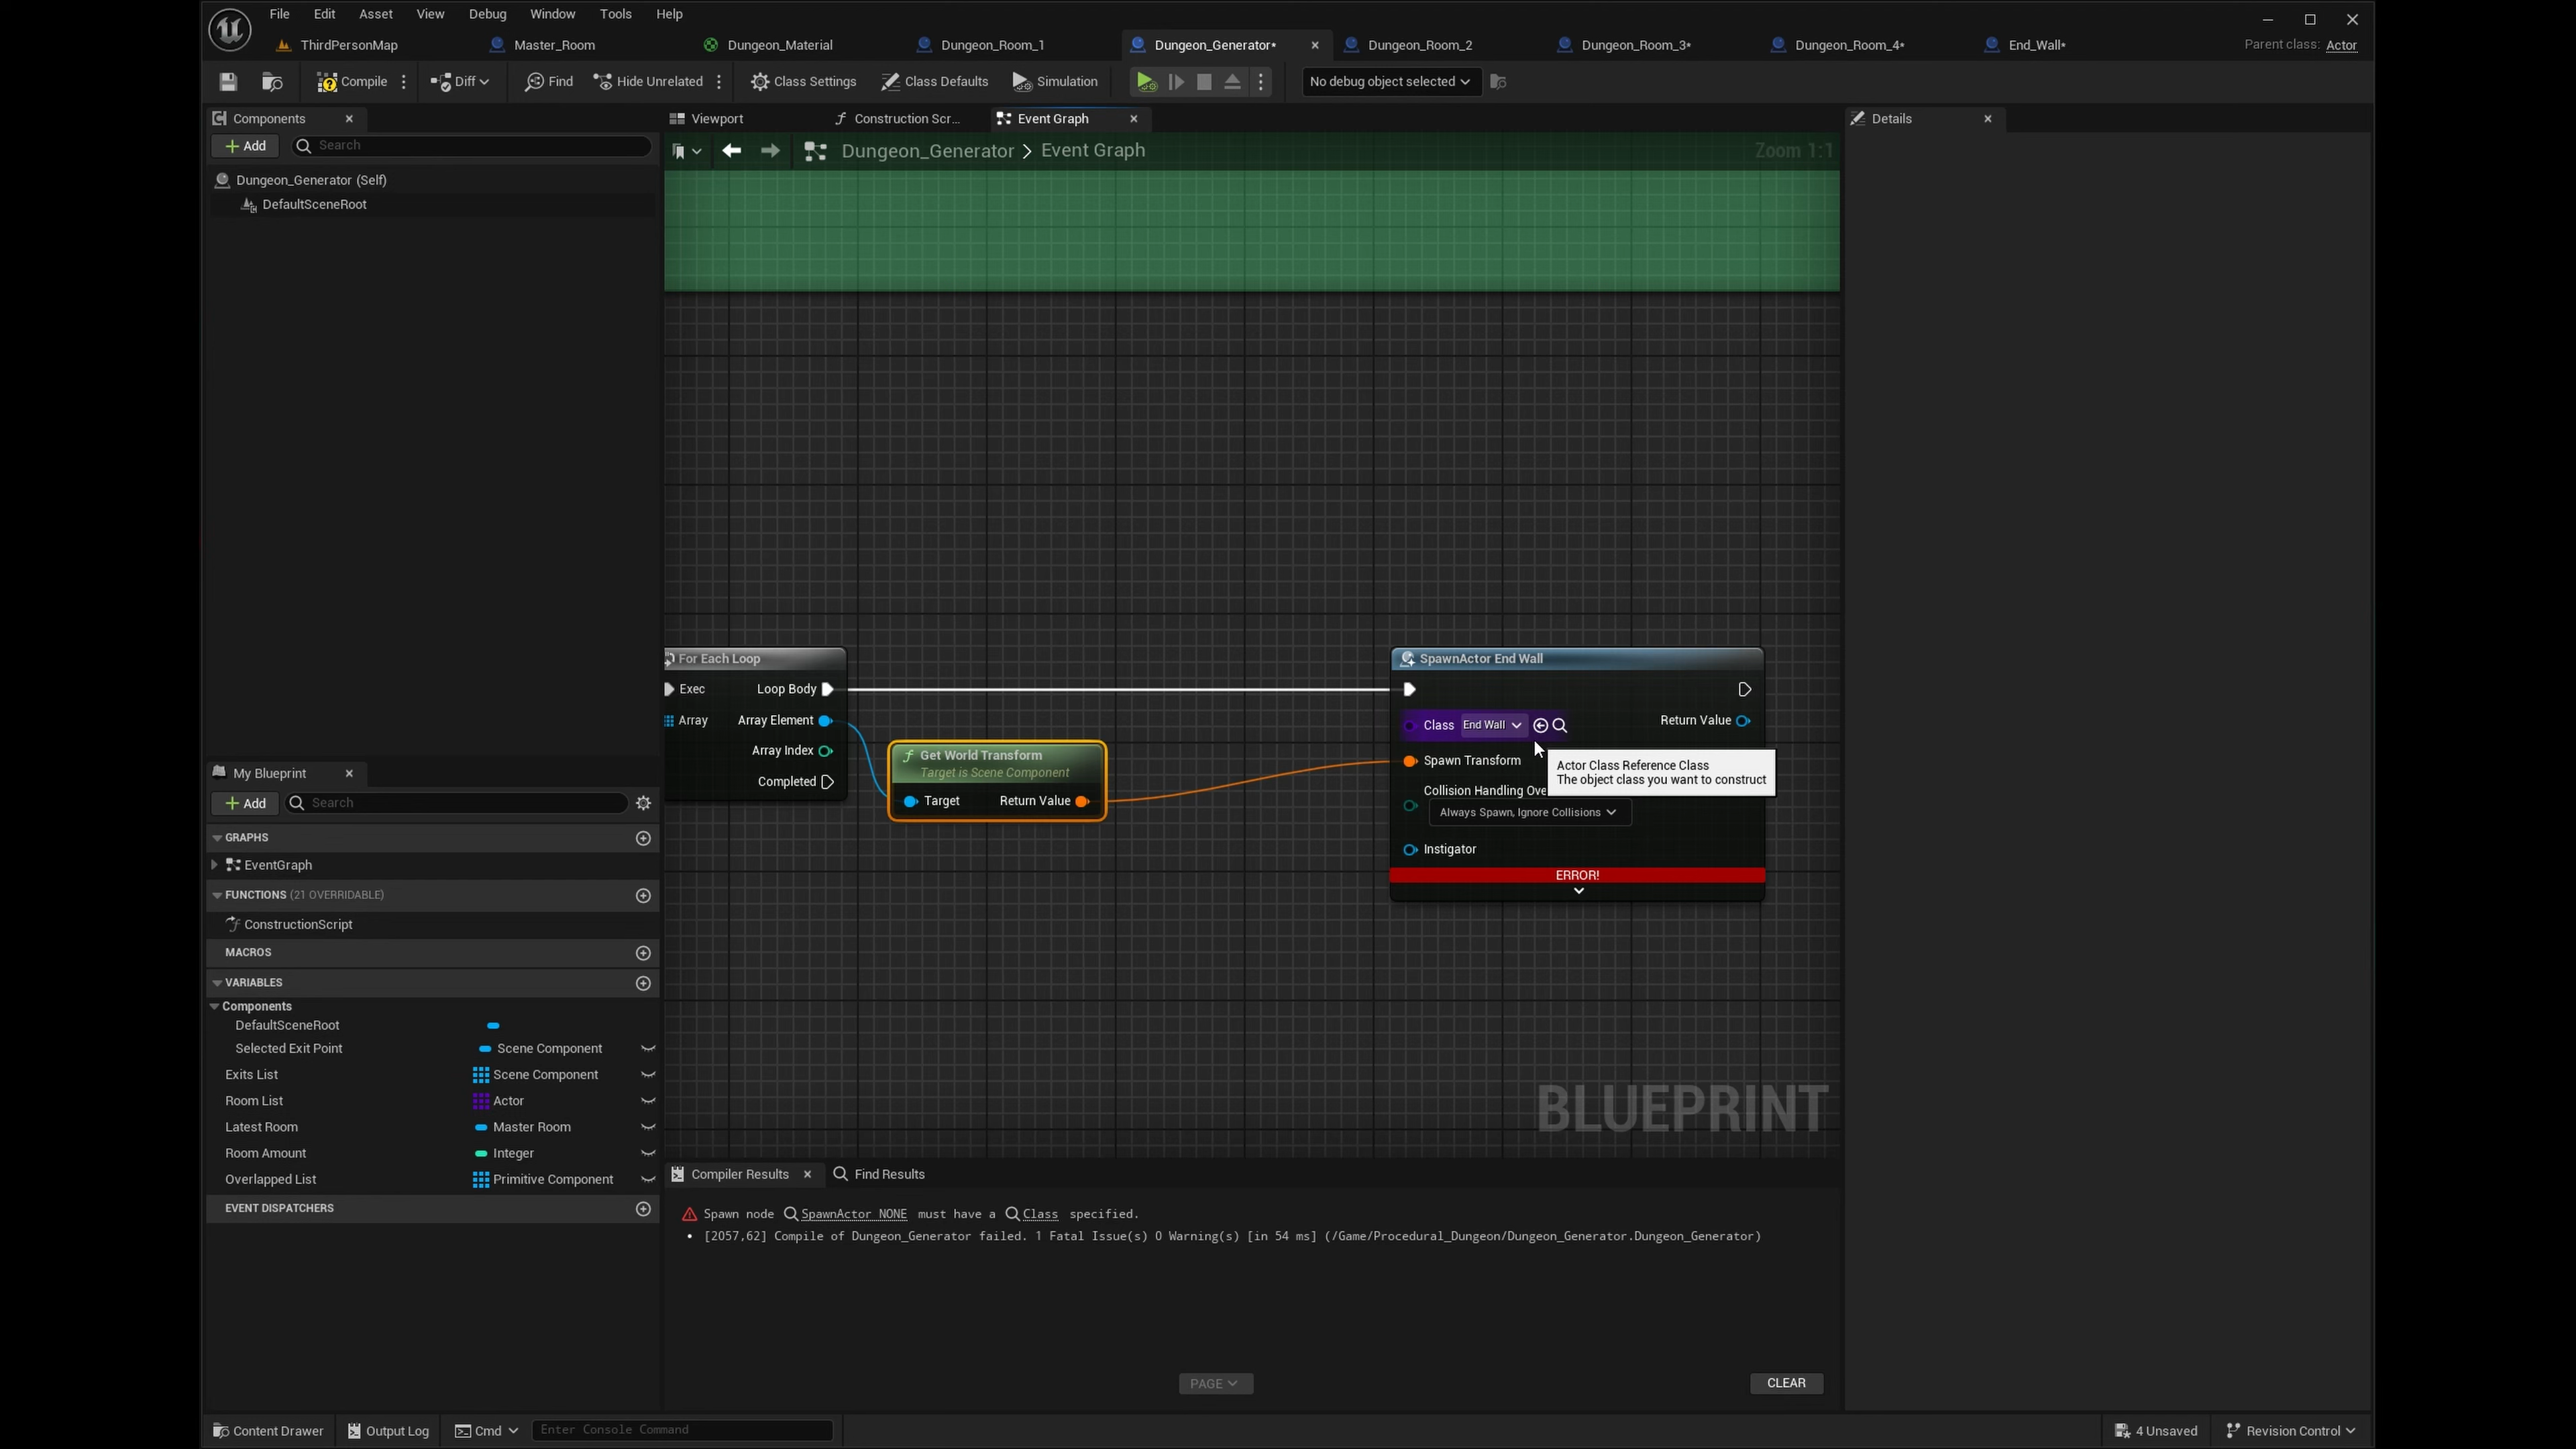 File Edit Asset View Debug Window Tools Help
ThirdPersonMap Master_Room Dungeon_Material Dungeon_Room_1 Dungeon_Generator* Dungeon_Room_2 Dungeon_Room_3* Dungeon_Room_4* End_Wall* Parent class: Actor
Compile Diff Find Hide Unrelated Class Settings Class Defaults Simulation No debug object selected
Components
Add Search
Dungeon_Generator (Self)
DefaultSceneRoot
Viewport Construction Scr... Event Graph
Dungeon_Generator > Event Graph Zoom 1:1
Details
For Each Loop
Exec Loop Body
Array Array Element
Array Index
Completed
Get World Transform
Target is Scene Component
Target Return Value
SpawnActor End Wall
Class End Wall Return Value
Spawn Transform
Collision Handling Ove
Always Spawn, Ignore Collisions
Instigator
ERROR!
Actor Class Reference Class
The object class you want to construct
BLUEPRINT
My Blueprint
Add Search
GRAPHS
EventGraph
FUNCTIONS (21 OVERRIDABLE)
ConstructionScript
MACROS
VARIABLES
Components
DefaultSceneRoot
Selected Exit Point Scene Component
Exits List Scene Component
Room List Actor
Latest Room Master Room
Room Amount Integer
Overlapped List Primitive Component
EVENT DISPATCHERS
Compiler Results Find Results
Spawn node SpawnActor NONE must have a Class specified.
[2057,62] Compile of Dungeon_Generator failed. 1 Fatal Issue(s) 0 Warning(s) [in 54 ms] (/Game/Procedural_Dungeon/Dungeon_Generator.Dungeon_Generator)
PAGE CLEAR
Content Drawer Output Log Cmd Enter Console Command 4 Unsaved Revision Control